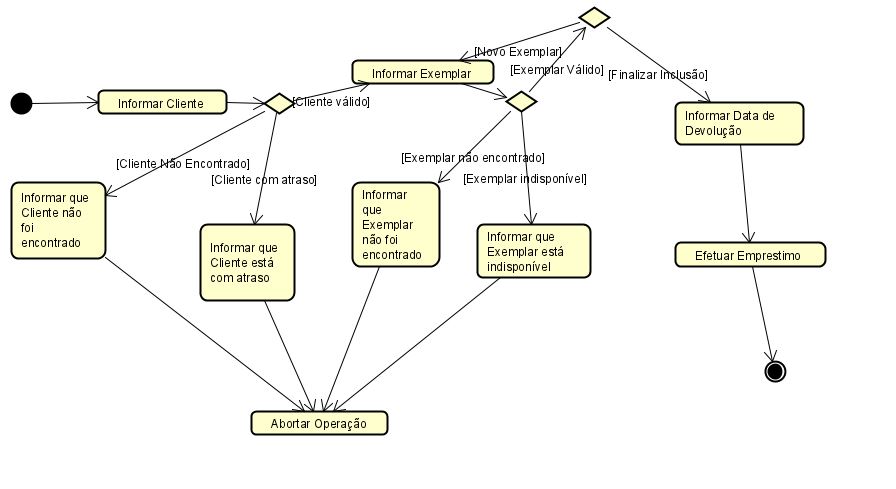 [Novo Exemplar]
Informar Exemplar
[Exemplar Válido]
[Finalizar Inclusão]
Informar Cliente
[Cliente válido]
Informar Data de
Devolução
[Cliente Não Encontrado]
[Cliente com atraso]
[Exemplar não encontrado]
[Exemplar indisponível]
Informar que
Cliente não
foi
encontrado
Informar que
Cliente está
com atraso
Informar
que
Exemplar
não foi
encontrado
Informar que
Exemplar está
indisponível
Efetuar Emprestimo
Abortar Operação